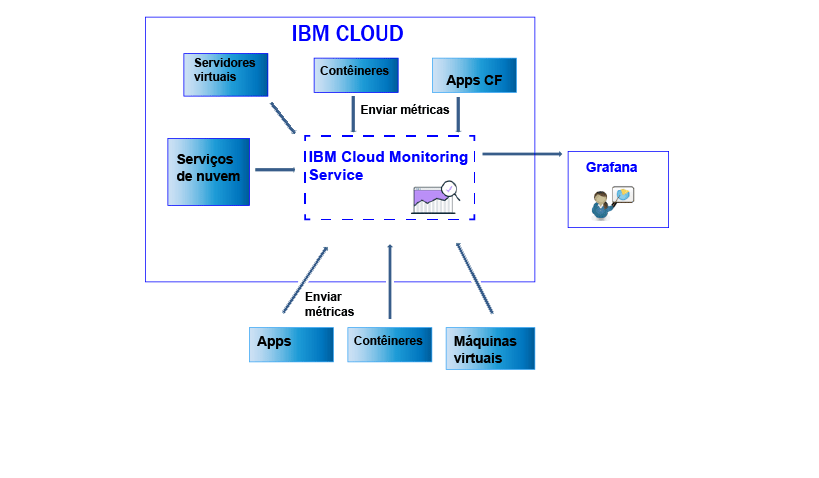 IBM CLOUD
Servidores
virtuais
Contêineres
Apps CF
Enviar métricas
Serviços
de nuvem
IBM Cloud Monitoring
Service
Grafana
Enviar
métricas
Apps
Contêineres
Máquinas
virtuais